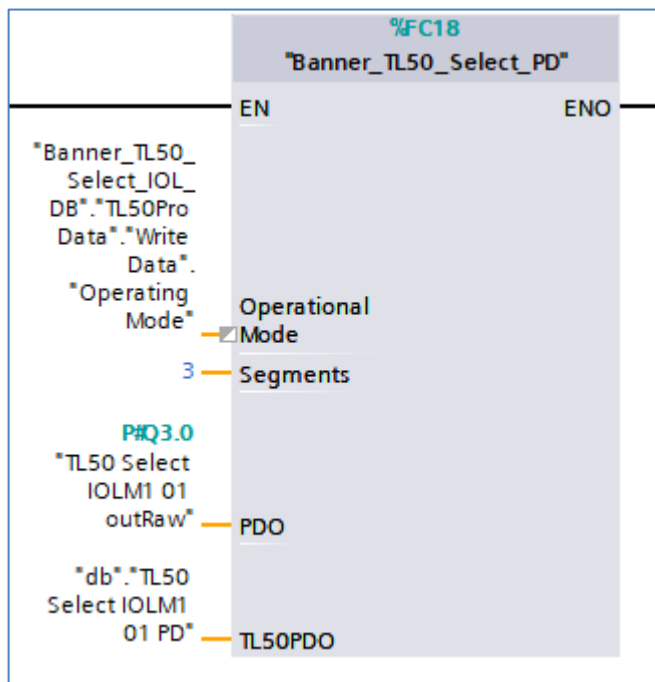 %FC18
"Banner_TL50_Select_PD"
EN
ENO
"Banner_TL50_
Select_IOL_
DB"."TL50Pro
Data"."Write
Data".
"Operating
Mode"
Operational
Mode
3
Segments
P#Q3.0
"TL50 Select
IOLM1 01
outRaw"
PDO
"db"."TL50
Select IOLM1
01 PD"
TL50PDO